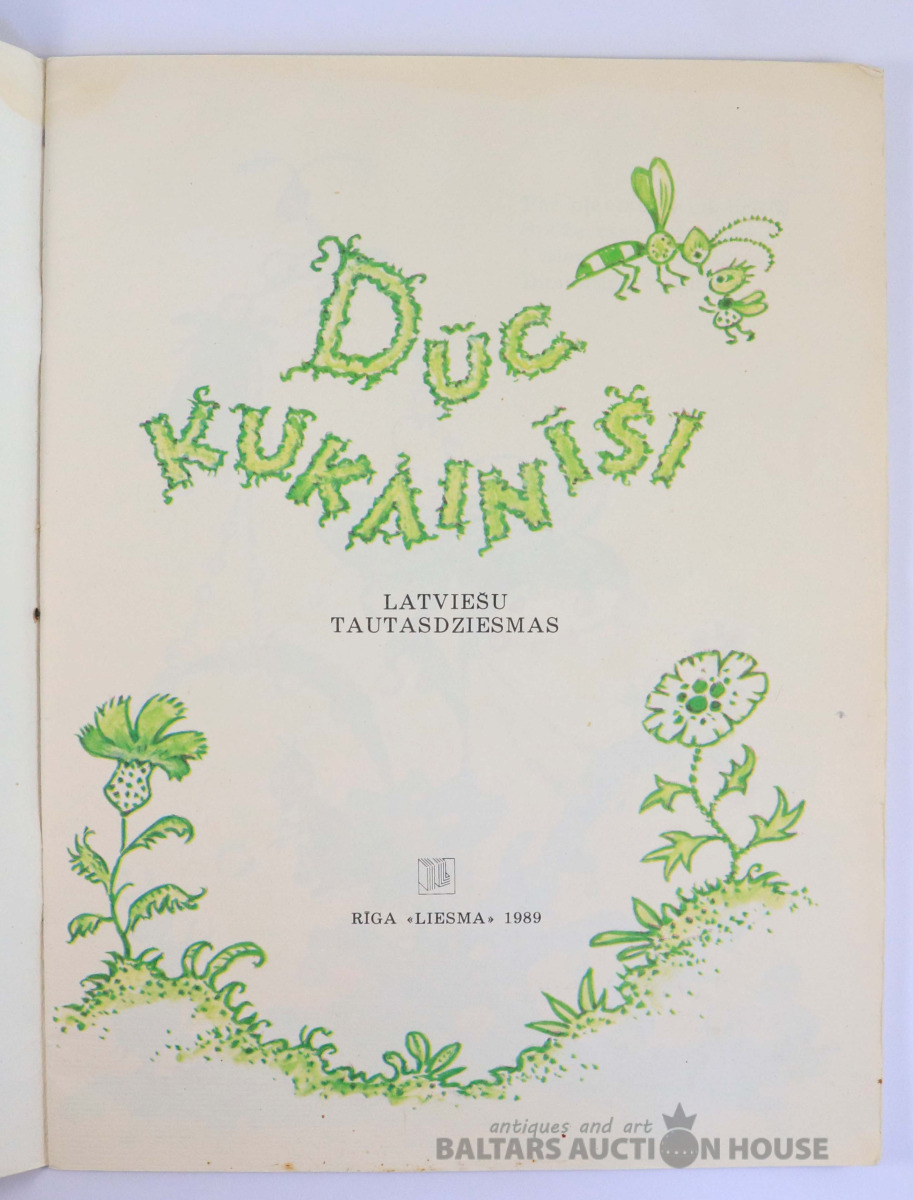 DŪC
KUKAINĪŠI
LATVIEŠU
TAUTASDZIESMAS
RĪGA «LIESMA» 1989
antiques and art
BALTARS AUCTION HOUSE